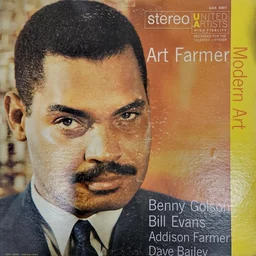 stereo
UNITED
ARTISTS
Art Farmer
Modern Art
Benny Golson
Bill Evans
Addison Farmer
Dave Bailey